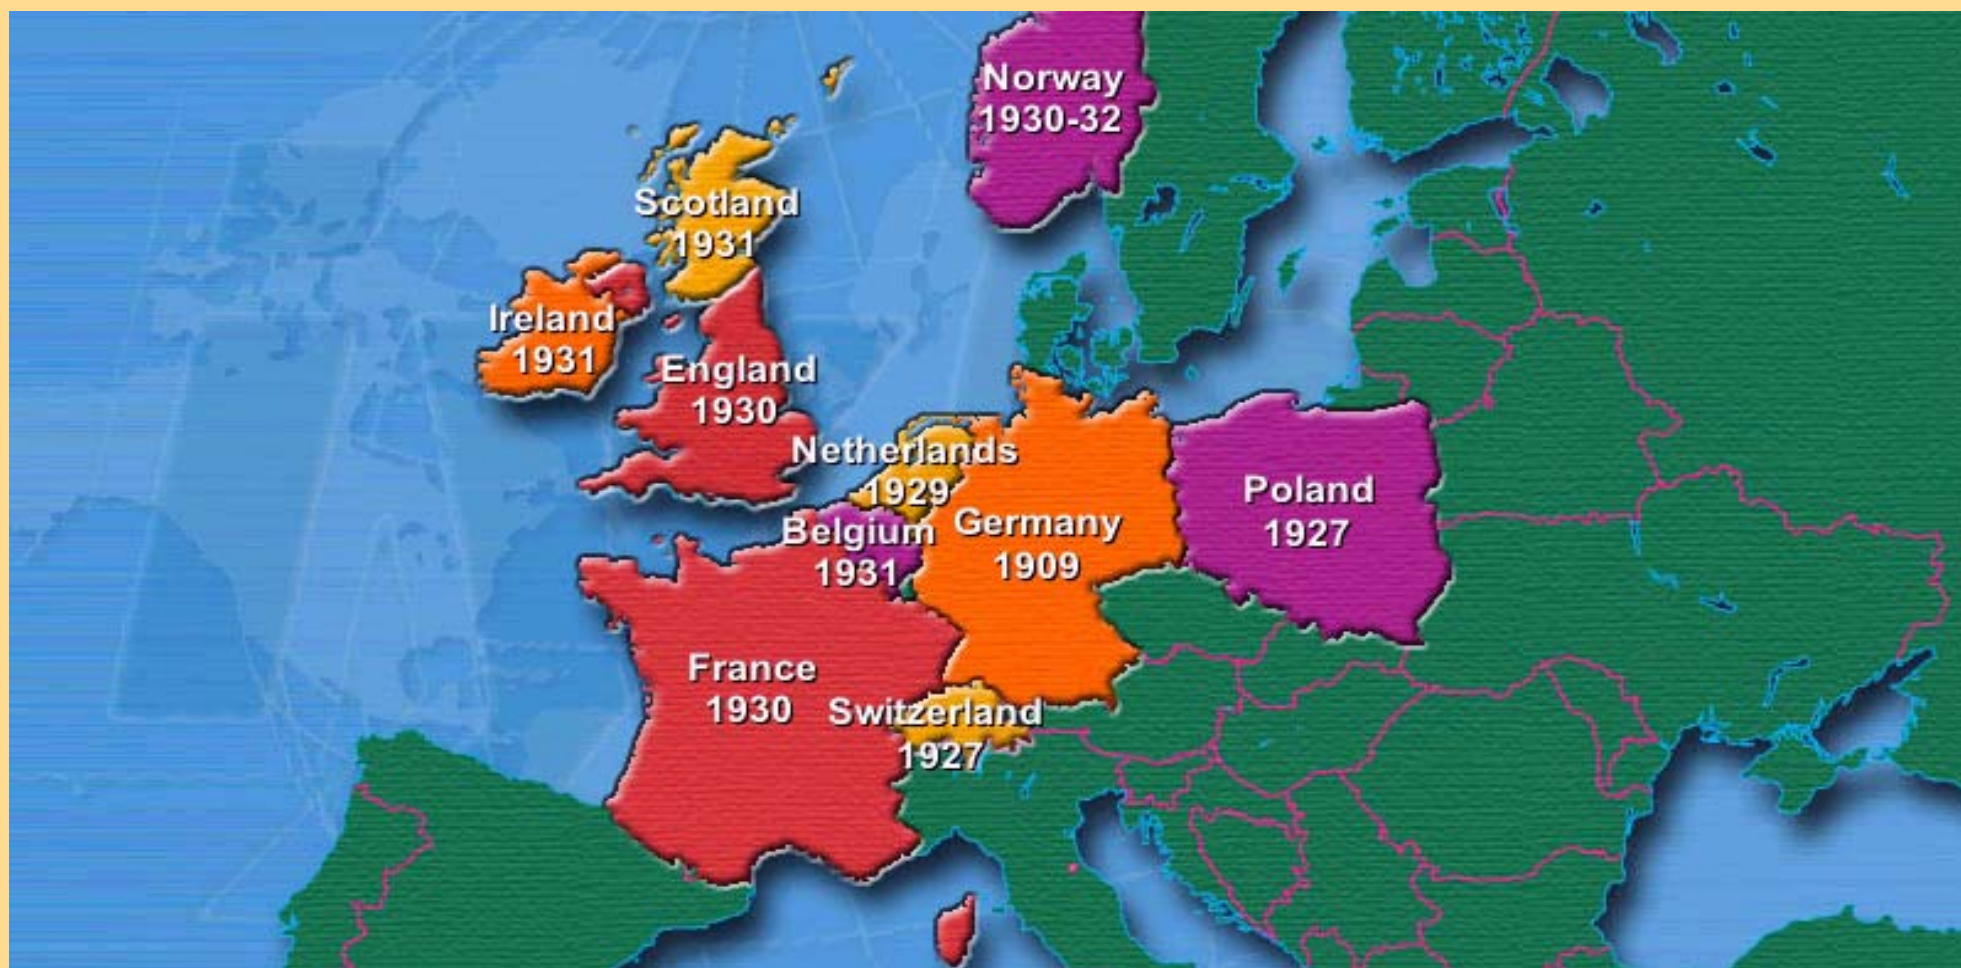 Norway
1930-32
Scotland
1931
Ireland
1931
England
1930
Netherlands
1929
Belgium
1931
Germany
1909
Poland
1927
France
1930
Switzerland
1927